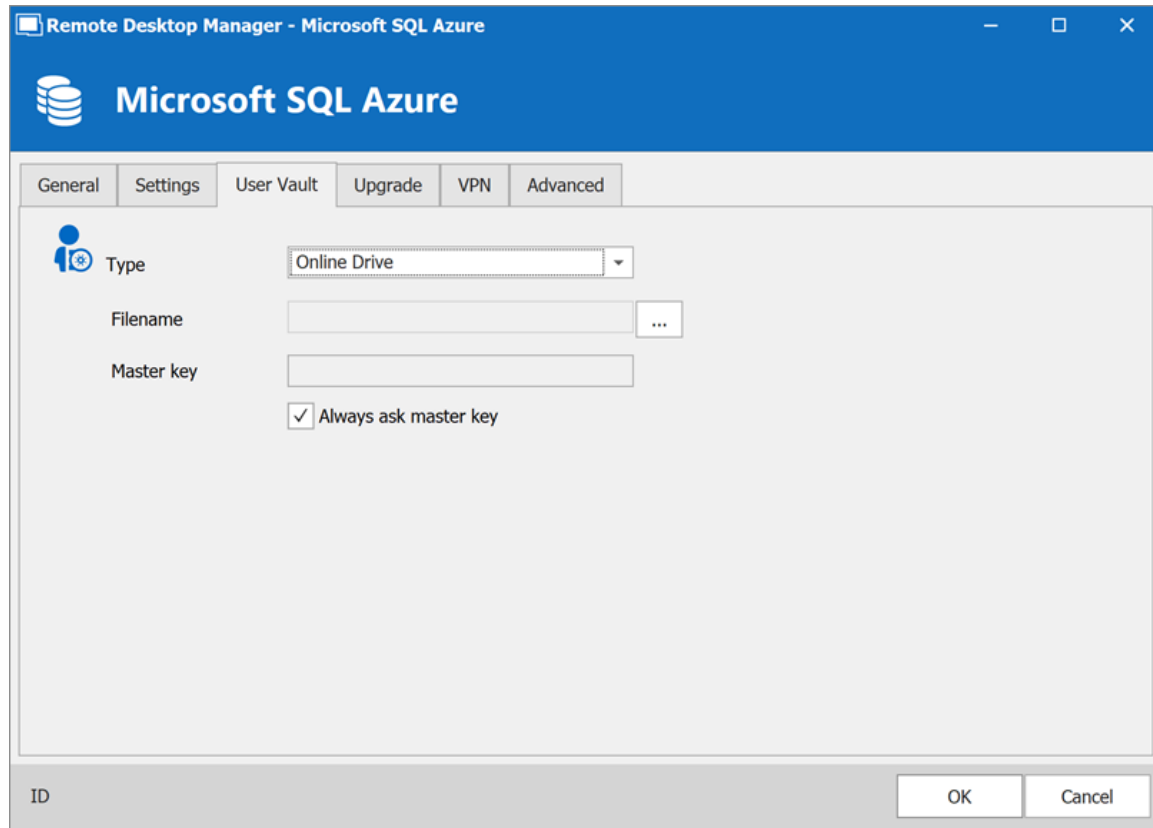 Remote Desktop Manager - Microsoft SQL Azure
Microsoft SQL Azure
General Settings User Vault Upgrade VPN Advanced
Type Online Drive
Filename ...
Master key
Always ask master key
ID OK Cancel